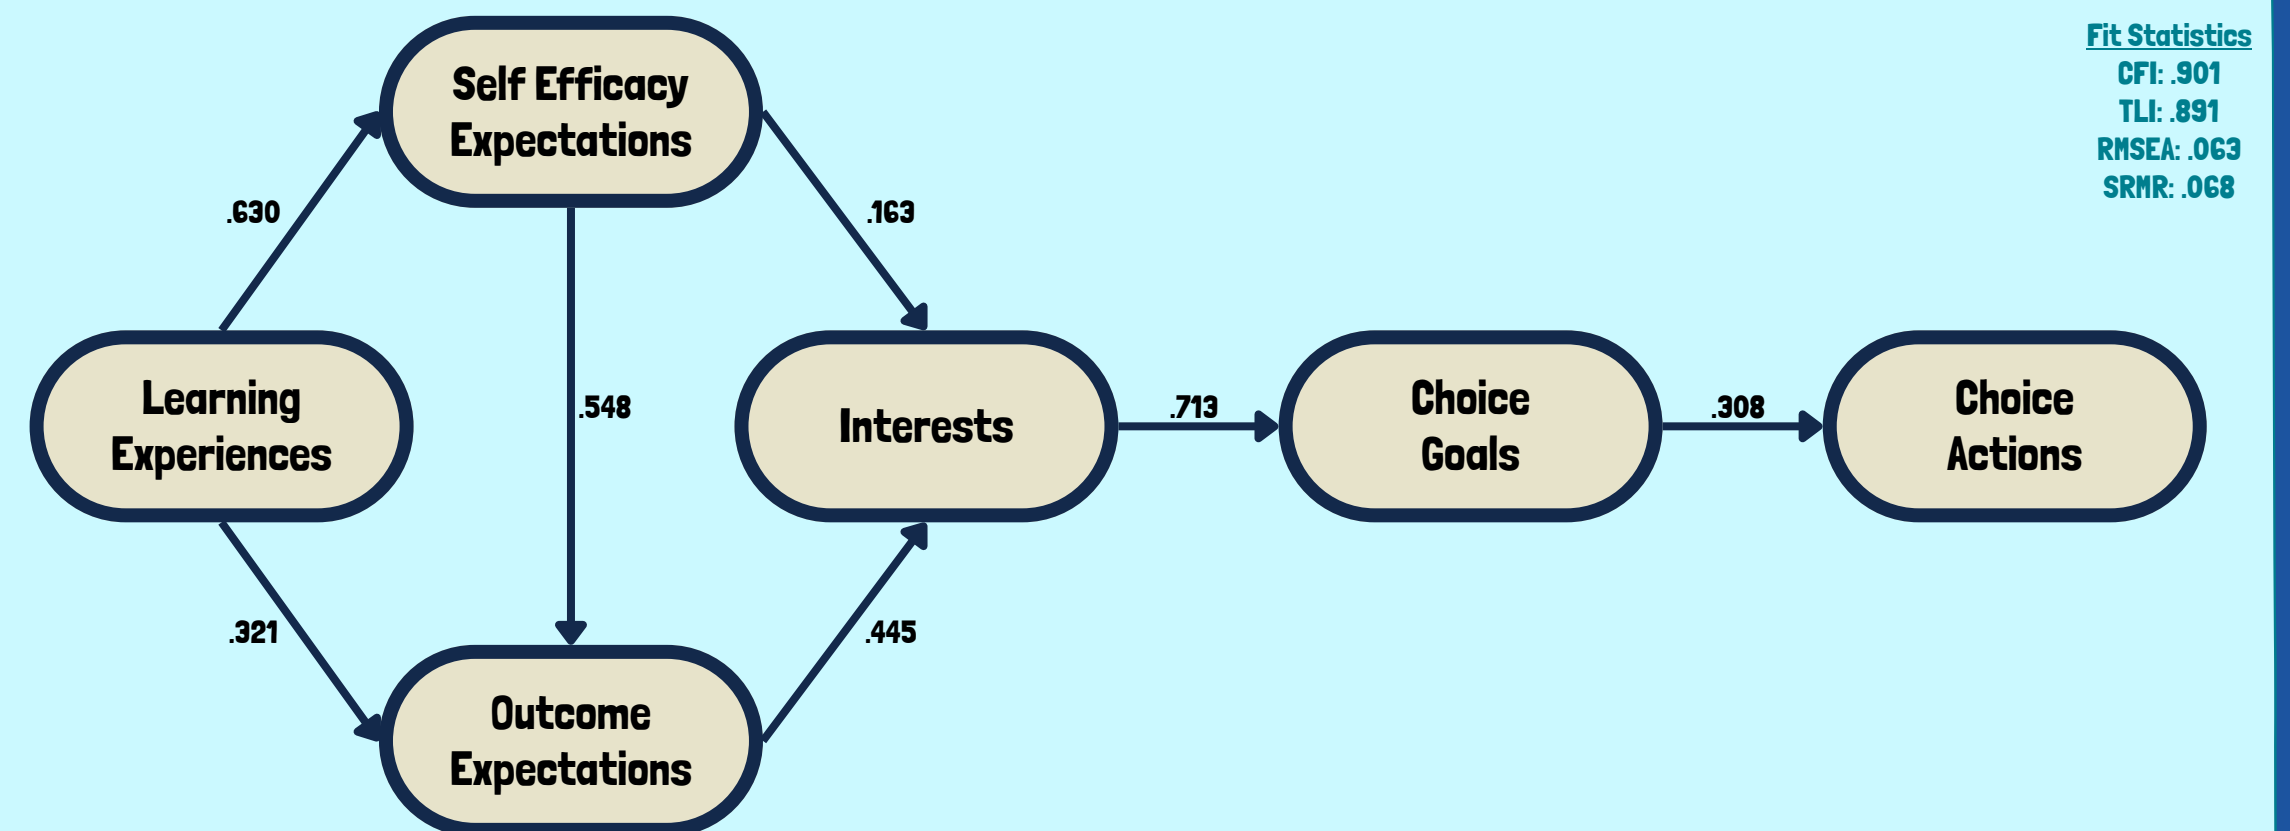 Fit Statistics
CFI: .901
TLI: .891
RMSEA: .063
SRMR: .068
Self Efficacy
Expectations
.630
.163
Learning
Experiences
.548
Interests
.713
Choice
Goals
.308
Choice
Actions
.321
.445
Outcome
Expectations